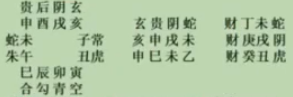 贵后阴玄
申酉戌亥 玄贵阴蛇 财丁未蛇
蛇未 子常 亥申戌未 财庚戌阴
朱午 丑虎 申巳未乙 财癸丑虎
巳辰卯寅
合勾青空